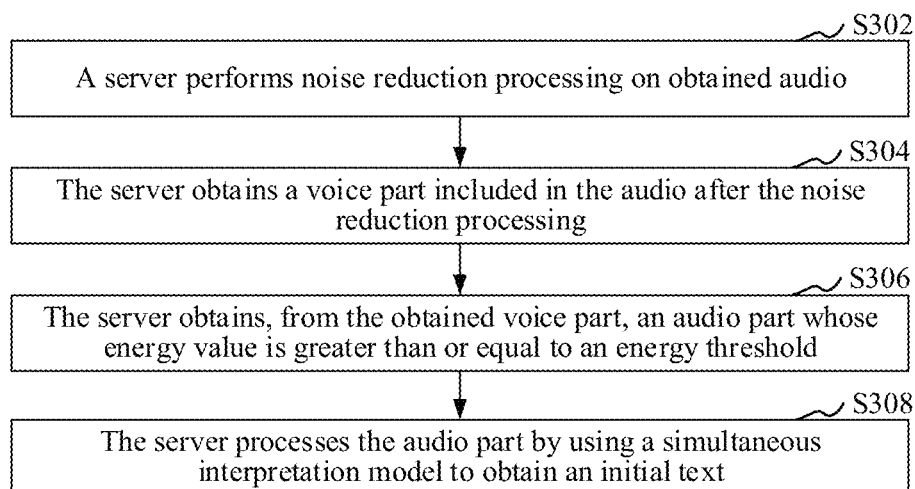 S302
A server performs noise reduction processing on obtained audio
S304
The server obtains a voice part included in the audio after the noise
reduction processing
S306
The server obtains, from the obtained voice part, an audio part whose
energy value is greater than or equal to an energy threshold
S308
The server processes the audio part by using a simultaneous
interpretation model to obtain an initial text